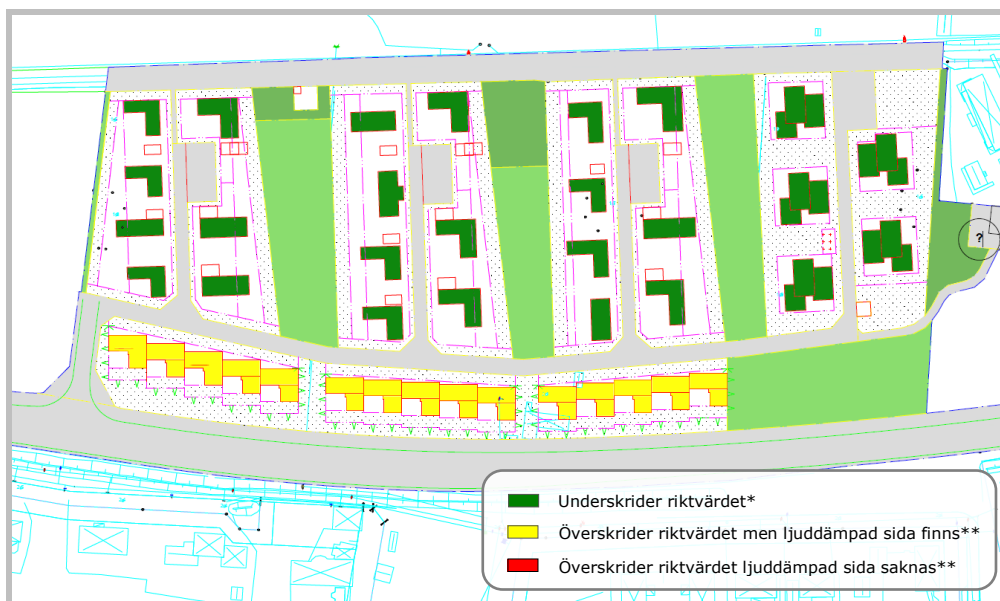 ?
Underskrider riktvärdet*
Överskrider riktvärdet men ljuddämpad sida finns**
Överskrider riktvärdet ljuddämpad sida saknas**